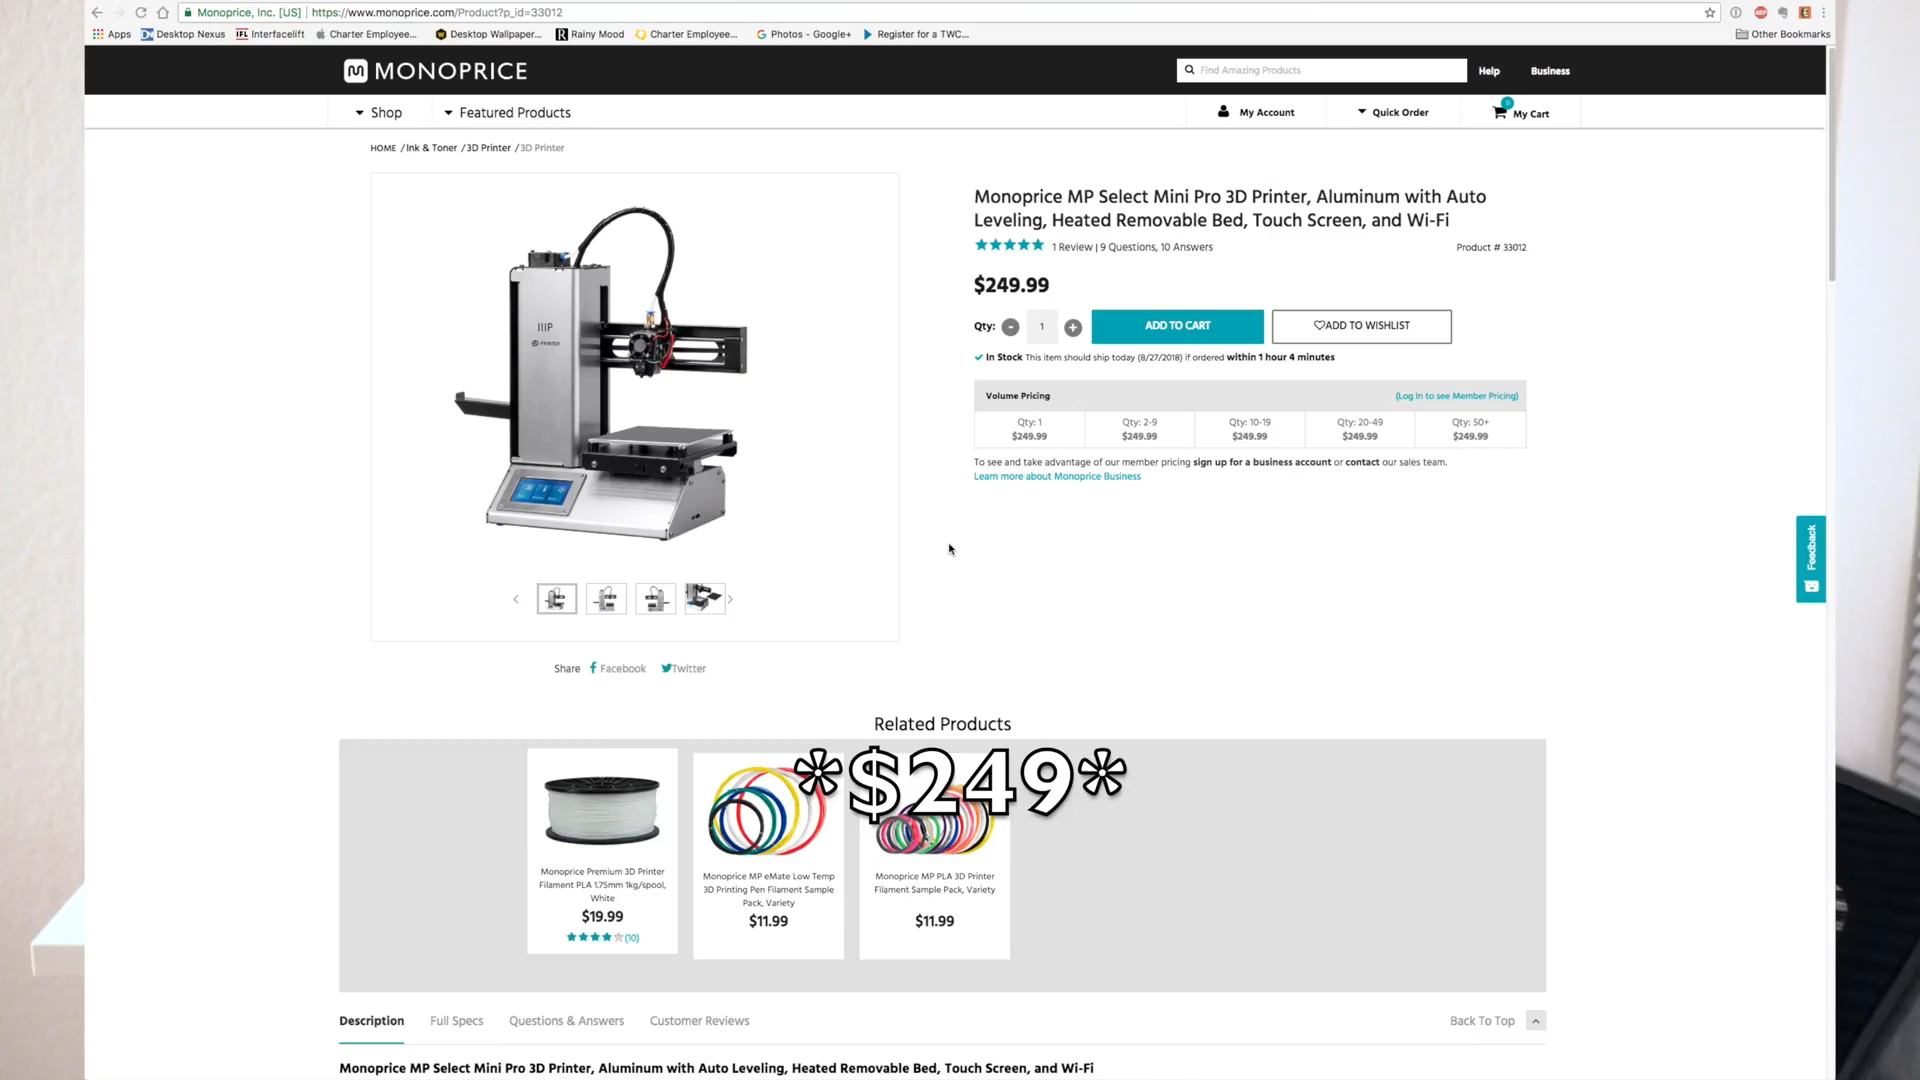 Monoprice, Inc. [US] | https://www.monoprice.com/Product?p_id=33012
Apps Desktop Nexus IFL Interfacelift Charter Employee... Desktop Wallpaper... R Rainy Mood Charter Employee... Photos - Google+ Register for a TWC... Other Bookmarks
MONOPRICE
Find Amazing Products
Help
Business
Shop
Featured Products
My Account
Quick Order
0
My Cart
HOME /Ink & Toner /3D Printer /3D Printer
IIIP
PRINTER
Monoprice MP Select Mini Pro 3D Printer, Aluminum with Auto
Leveling, Heated Removable Bed, Touch Screen, and Wi-Fi
1 Review | 9 Questions, 10 Answers
Product # 33012
$249.99
Qty: - 1 + ADD TO CART ADD TO WISHLIST
In Stock This item should ship today (8/27/2018) if ordered within 1 hour 4 minutes
Volume Pricing (Log In to see Member Pricing)
Qty: 1 Qty: 2-9 Qty: 10-19 Qty: 20-49 Qty: 50+
$249.99 $249.99 $249.99 $249.99 $249.99
To see and take advantage of our member pricing sign up for a business account or contact our sales team.
Learn more about Monoprice Business
Feedback
Share Facebook Twitter
Related Products
*$249*
Monoprice Premium 3D Printer
Filament PLA 1.75mm 1kg/spool,
White
$19.99
(10)
Monoprice MP eMate Low Temp
3D Printing Pen Filament Sample
Pack, Variety
$11.99
Monoprice MP PLA 3D Printer
Filament Sample Pack, Variety
$11.99
Description Full Specs Questions & Answers Customer Reviews Back To Top
Monoprice MP Select Mini Pro 3D Printer, Aluminum with Auto Leveling, Heated Removable Bed, Touch Screen, and Wi-Fi